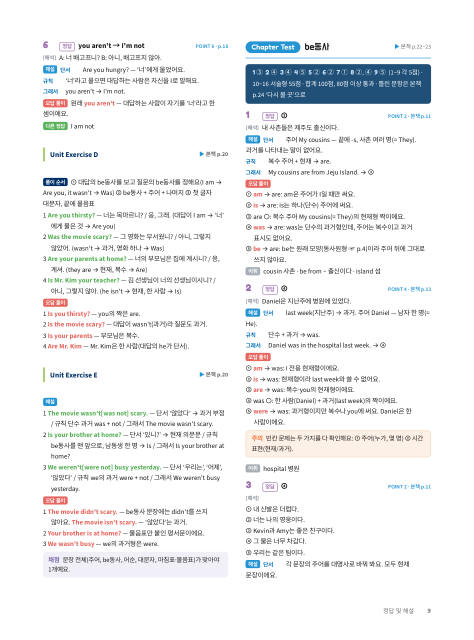 6 정답 you aren't → I'm not POINT 6 · p.18
[해석] A: 너 배고프니? B: 아니, 배고프지 않아.
해설 단서 Are you hungry? — '너'에게 물었어요.
규칙 '너'라고 물으면 대답하는 사람은 자신을 I로 말해요.
그래서 you aren't → I'm not.
오답 풀이 원래 you aren't — 대답하는 사람이 자기를 '너'라고 한
셈이에요.
다른 정답 I am not
Unit Exercise D ▶ 본책 p.20
풀이 순서 ① 대답의 be동사를 보고 질문의 be동사를 정해요(I am →
Are you, it wasn't → Was) ② be동사 + 주어 + 나머지 ③ 첫 글자
대문자, 끝에 물음표
1 Are you thirsty? — 너는 목마르니? / 응, 그래. (대답이 I am → '너'
에게 물은 것 → Are you)
2 Was the movie scary? — 그 영화는 무서웠니? / 아니, 그렇지
않았어. (wasn't → 과거, 영화 하나 → Was)
3 Are your parents at home? — 너의 부모님은 집에 계시니? / 응,
계셔. (they are → 현재, 복수 → Are)
4 Is Mr. Kim your teacher? — 김 선생님이 너의 선생님이시니? /
아니, 그렇지 않아. (he isn't → 현재, 한 사람 → Is)
오답 풀이
1 Is you thirsty? — you의 짝은 are.
2 Is the movie scary? — 대답이 wasn't(과거)라 질문도 과거.
3 Is your parents — 부모님은 복수.
4 Are Mr. Kim — Mr. Kim은 한 사람(대답의 he가 단서).
Unit Exercise E ▶ 본책 p.20
해설
1 The movie wasn't[was not] scary. — 단서 '않았다' → 과거 부정
/ 규칙 단수 과거 was + not / 그래서 The movie wasn't scary.
2 Is your brother at home? — 단서 '있니?' → 현재 의문문 / 규칙
be동사를 맨 앞으로, 남동생 한 명 → Is / 그래서 Is your brother at
home?
3 We weren't[were not] busy yesterday. — 단서 '우리는', '어제',
'않았다' / 규칙 we의 과거 were + not / 그래서 We weren't busy
yesterday.
오답 풀이
1 The movie didn't scary. — be동사 문장에는 didn't를 쓰지
않아요. The movie isn't scary. — '않았다'는 과거.
2 Your brother is at home? — 물음표만 붙인 평서문이에요.
3 We wasn't busy — we의 과거형은 were.
채점 문장 전체(주어, be동사, 어순, 대문자, 마침표·물음표)가 맞아야
1개예요.
Chapter Test be동사 ▶ 본책 p.22~23
1 ③ 2 ④ 3 ④ 4 ⑤ 5 ② 6 ② 7 ① 8 ②, ④ 9 ⑤ (1~9 각 5점) ·
10~16 서술형 55점 · 합계 100점, 80점 이상 통과 · 틀린 문항은 본책
p.24 '다시 볼 곳'으로
1 정답 ③ POINT 2 · 본책 p.11
[해석] 내 사촌들은 제주도 출신이다.
해설 단서 주어 My cousins — 끝에 -s, 사촌 여러 명(= They).
과거를 나타내는 말이 없어요.
규칙 복수 주어 + 현재 → are.
그래서 My cousins are from Jeju Island. → ③
오답 풀이
① am → are: am은 주어가 I일 때만 써요.
② is → are: is는 하나(단수) 주어에 써요.
③ are ○: 복수 주어 My cousins(= They)의 현재형 짝이에요.
④ was → are: was는 단수의 과거형인데, 주어는 복수이고 과거
표시도 없어요.
⑤ be → are: be는 원래 모양(동사원형 ☞ p.4)이라 주어 뒤에 그대로
쓰지 않아요.
어휘 cousin 사촌 · be from ~ 출신이다 · island 섬
2 정답 ④ POINT 4 · 본책 p.13
[해석] Daniel은 지난주에 병원에 있었다.
해설 단서 last week(지난주) → 과거. 주어 Daniel — 남자 한 명(=
He).
규칙 단수 + 과거 → was.
그래서 Daniel was in the hospital last week. → ④
오답 풀이
① am → was: I 전용 현재형이에요.
② is → was: 현재형이라 last week와 쓸 수 없어요.
③ are → was: 복수·you의 현재형이에요.
④ was ○: 한 사람(Daniel) + 과거(last week)의 짝이에요.
⑤ were → was: 과거형이지만 복수나 you에 써요. Daniel은 한
사람이에요.
주의 빈칸 문제는 두 가지를 다 확인해요: ① 주어(누가, 몇 명) ② 시간
표현(현재/과거).
어휘 hospital 병원
3 정답 ④ POINT 2 · 본책 p.11
[해석]
① 내 신발은 더럽다.
② 너는 나의 영웅이다.
③ Kevin과 Amy는 좋은 친구이다.
④ 그 물은 너무 차갑다.
⑤ 우리는 같은 팀이다.
해설 단서 각 문장의 주어를 대명사로 바꿔 봐요. 모두 현재
문장이에요.
정답 및 해설 9